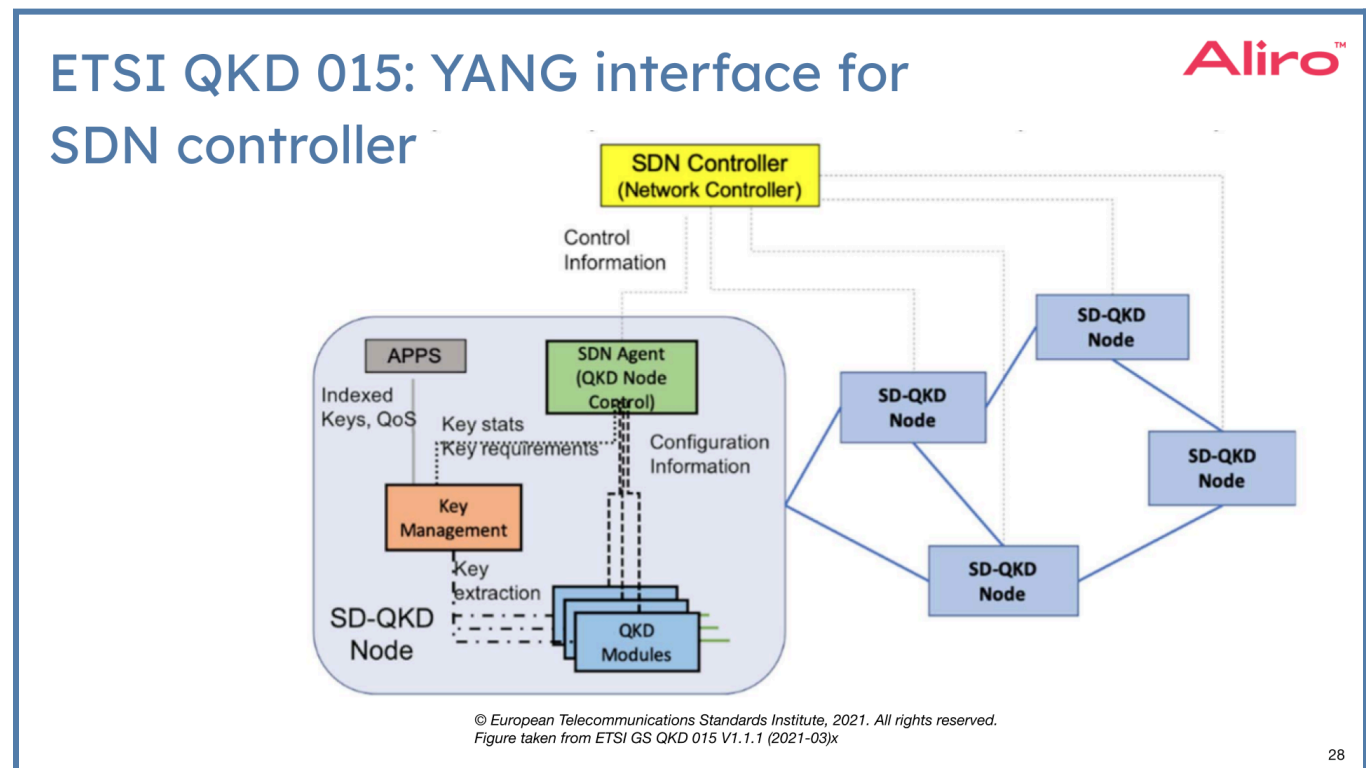 ETSI QKD 015: YANG interface for
SDN controller
Aliro™
SDN Controller
(Network Controller)
Control
Information
APPS
SDN Agent
(QKD Node
Control)
Indexed
Keys, QoS
Key stats
Key requirements
Configuration
Information
Key
Management
Key
extraction
SD-QKD
Node
QKD
Modules
SD-QKD
Node
SD-QKD
Node
SD-QKD
Node
SD-QKD
Node
© European Telecommunications Standards Institute, 2021. All rights reserved.
Figure taken from ETSI GS QKD 015 V1.1.1 (2021-03)x
28